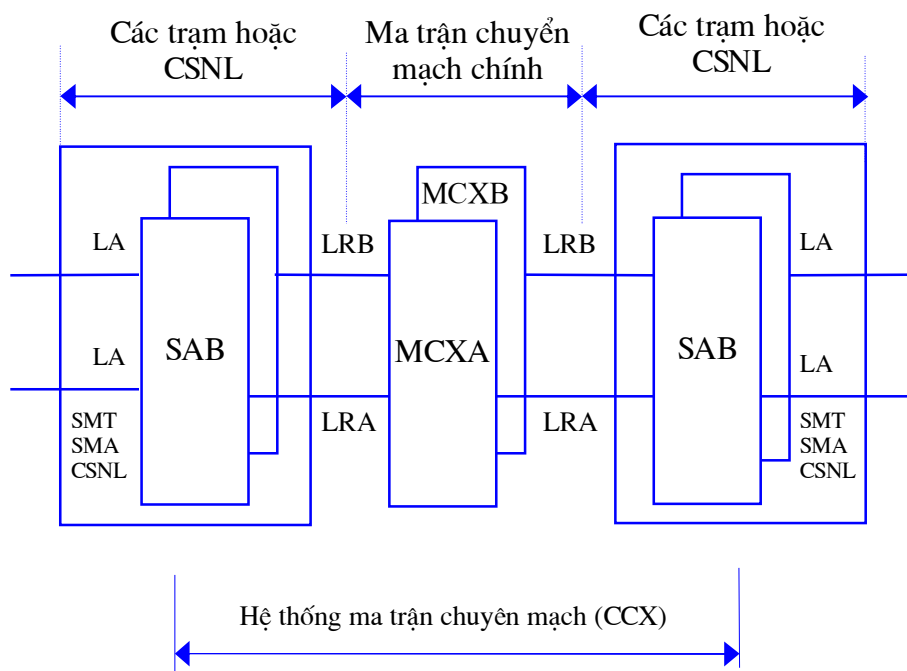 Các trạm hoặc
CSNL
Ma trận chuyển
mạch chính
Các trạm hoặc
CSNL
MCXB
LA
LRB
LRB
LA
SAB
MCXA
SAB
LA
LA
LRA
LRA
SMT
SMA
CSNL
SMT
SMA
CSNL
Hệ thống ma trận chuyên mạch (CCX)